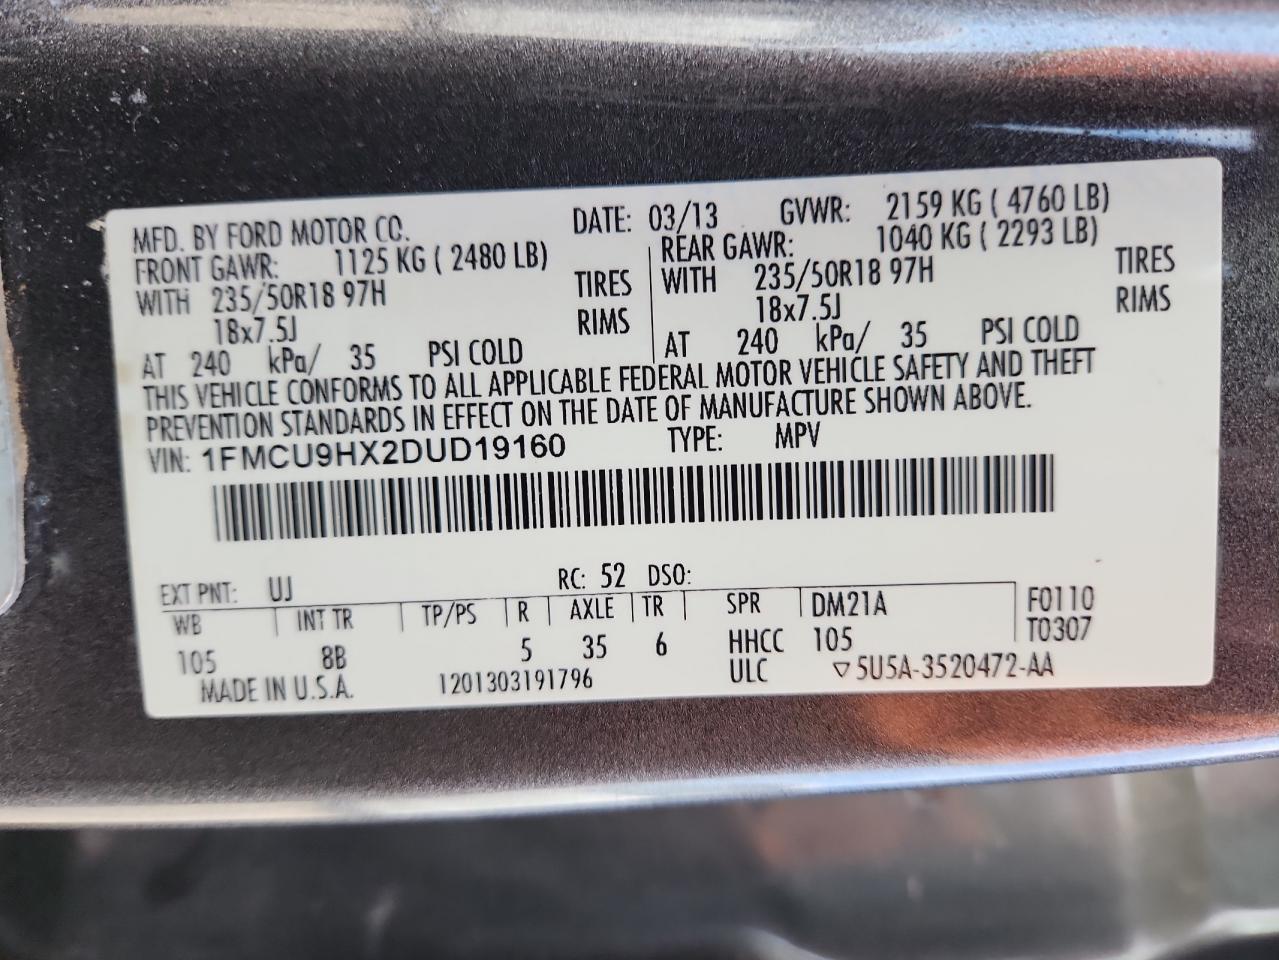 MFD. BY FORD MOTOR CO. DATE: 03/13 GVWR: 2159 KG ( 4760 LB)
FRONT GAWR: 1125 KG ( 2480 LB) REAR GAWR: 1040 KG ( 2293 LB)
WITH 235/50R18 97H TIRES WITH 235/50R18 97H TIRES
18x7.5J RIMS 18x7.5J RIMS
AT 240 kPa/ 35 PSI COLD AT 240 kPa/ 35 PSI COLD
THIS VEHICLE CONFORMS TO ALL APPLICABLE FEDERAL MOTOR VEHICLE SAFETY AND THEFT
PREVENTION STANDARDS IN EFFECT ON THE DATE OF MANUFACTURE SHOWN ABOVE.
VIN: 1FMCU9HX2DUD19160 TYPE: MPV
EXT PNT: UJ RC: 52 DSO:
WB INT TR TP/PS R AXLE TR SPR DM21A F0110
105 8B 5 35 6 HHCC 105 T0307
MADE IN U.S.A. 1201303191796 ULC ▽5U5A-3520472-AA